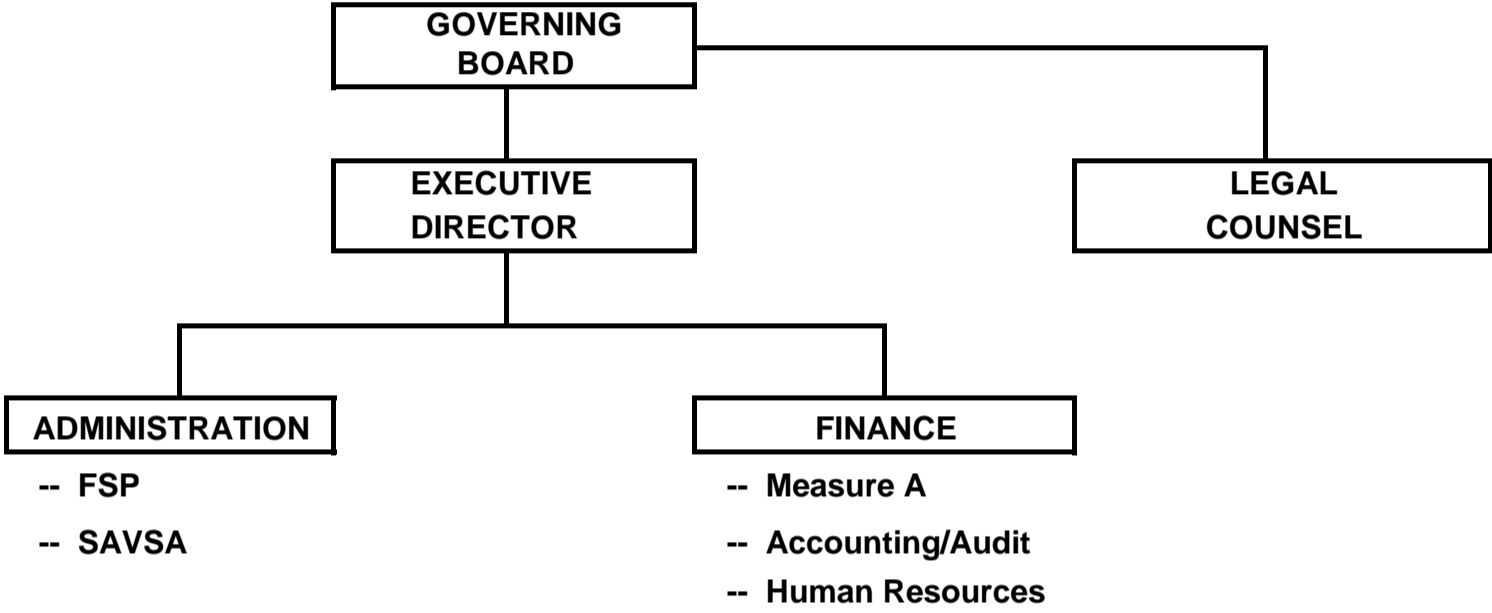 GOVERNING
BOARD
EXECUTIVE
DIRECTOR
LEGAL
COUNSEL
ADMINISTRATION
-- FSP
-- SAVSA
FINANCE
-- Measure A
-- Accounting/Audit
-- Human Resources